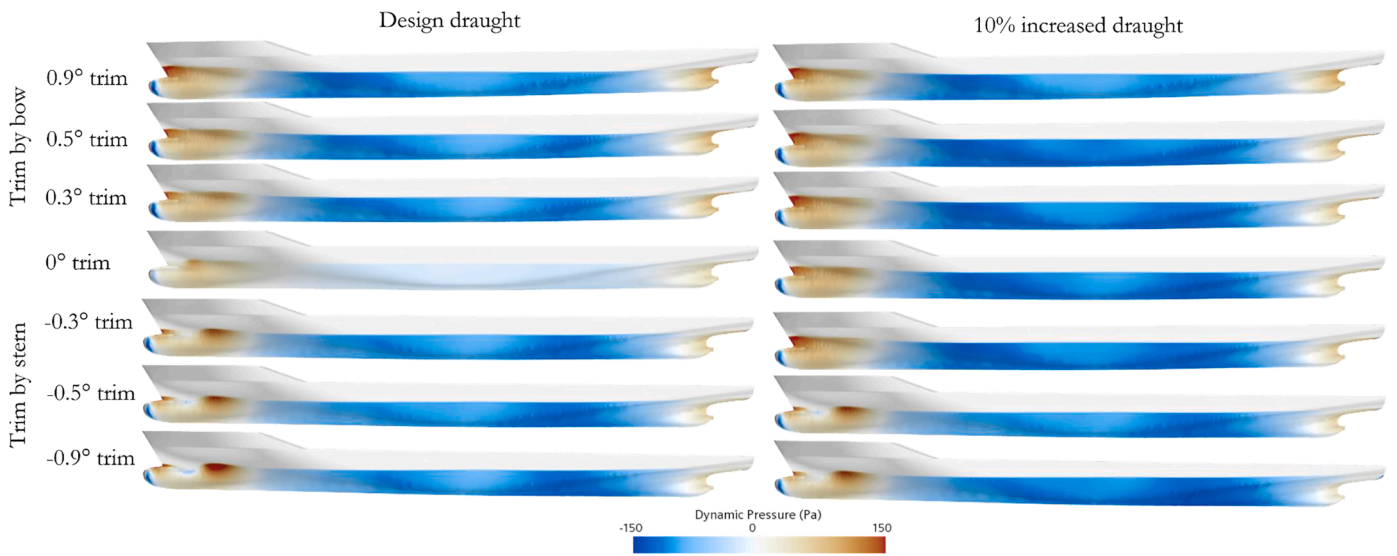 Design draught
10% increased draught
Trim by bow
0.9° trim
0.5° trim
0.3° trim
0° trim
Trim by stern
-0.3° trim
-0.5° trim
-0.9° trim
Dynamic Pressure (Pa)
-150 0 150